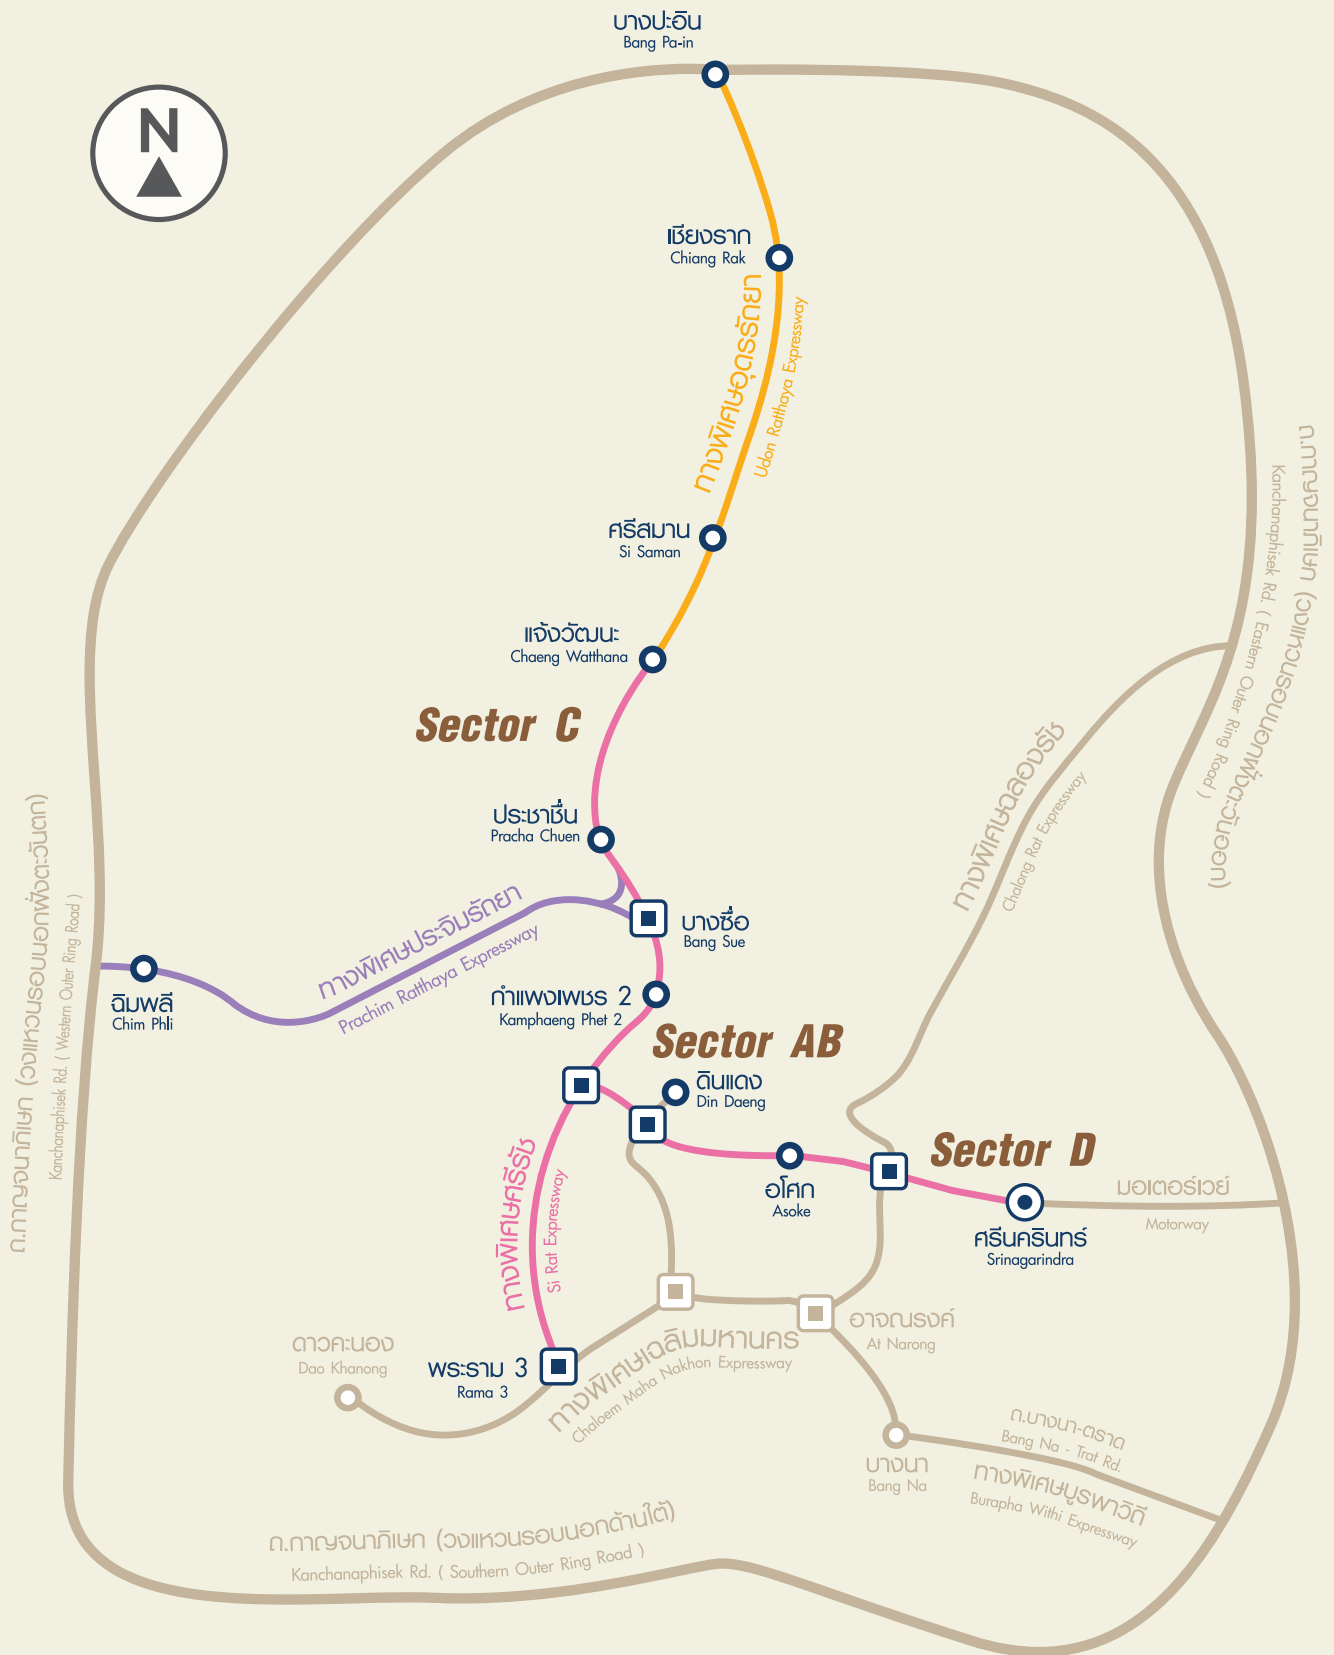 บางปะอิน
Bang Pa-in
N
เชียงราก
Chiang Rak
ทางพิเศษอุดรรัถยา
Udon Ratthaya Expressway
ศรีสมาน
Si Saman
แจ้งวัฒนะ
Chaeng Watthana
Sector C
ถ.กาญจนาภิเษก (วงแหวนรอบนอกฝั่งตะวันออก)
Kanchanaphisek Rd. ( Eastern Outer Ring Road )
ทางพิเศษฉลองรัช
Chalong Rat Expressway
ประชาชื่น
Pracha Chuen
ถ.กาญจนาภิเษก (วงแหวนรอบนอกฝั่งตะวันตก)
Kanchanaphisek Rd. ( Western Outer Ring Road )
ทางพิเศษประจิมรัถยา
Prachim Ratthaya Expressway
บางซื่อ
Bang Sue
ฉิมพลี
Chim Phli
กำแพงเพชร 2
Kamphaeng Phet 2
Sector AB
ดินแดง
Din Daeng
Sector D
ทางพิเศษศรีรัช
Si Rat Expressway
อโศก
Asoke
มอเตอร์เวย์
Motorway
ศรีนครินทร์
Srinagarindra
ดาวคะนอง
Dao Khanong
พระราม 3
Rama 3
ทางพิเศษเฉลิมมหานคร
Chaloem Maha Nakhon Expressway
อาจณรงค์
At Narong
บางนา
Bang Na
ถ.บางนา-ตราด
Bang Na - Trat Rd.
ทางพิเศษบูรพาวิถี
Burapha Withi Expressway
ถ.กาญจนาภิเษก (วงแหวนรอบนอกด้านใต้)
Kanchanaphisek Rd. ( Southern Outer Ring Road )